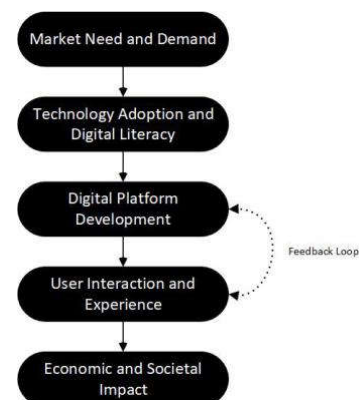 Market Need and Demand
Technology Adoption and
Digital Literacy
Digital Platform
Development
Feedback Loop
User Interaction and
Experience
Economic and Societal
Impact